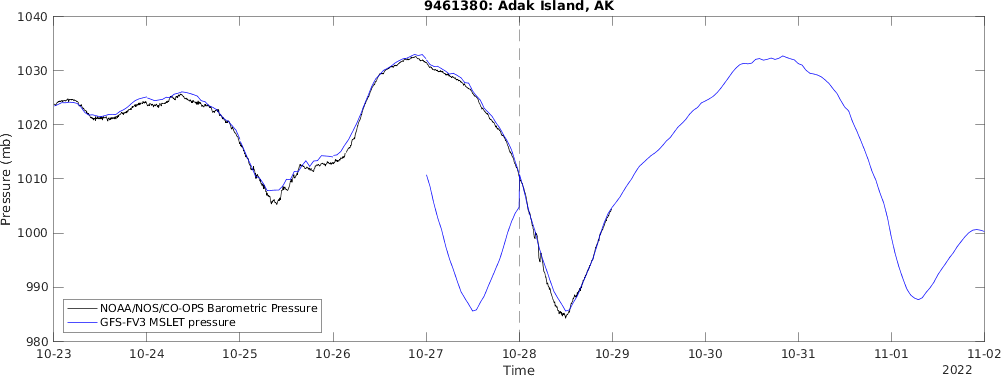 9461380: Adak Island, AK
Pressure (mb)
1040
1030
1020
1010
1000
990
980
NOAA/NOS/CO-OPS Barometric Pressure
GFS-FV3 MSLET pressure
10-23 10-24 10-25 10-26 10-27 10-28 10-29 10-30 10-31 11-01 11-02
Time
2022